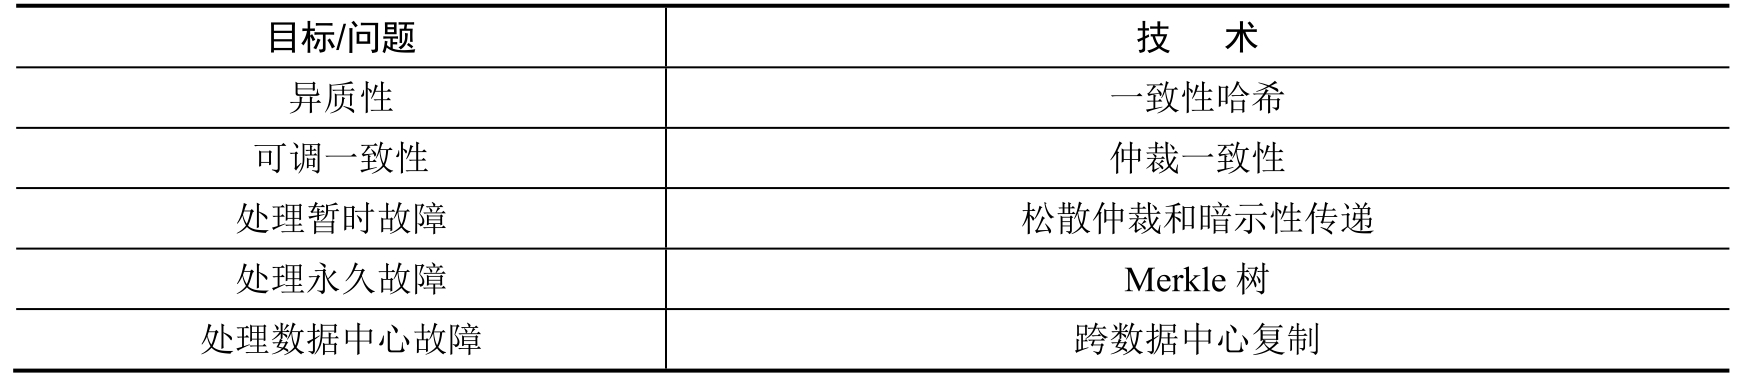 目标/问题 技 术
异质性 一致性哈希
可调一致性 仲裁一致性
处理暂时故障 松散仲裁和暗示性传递
处理永久故障 Merkle 树
处理数据中心故障 跨数据中心复制